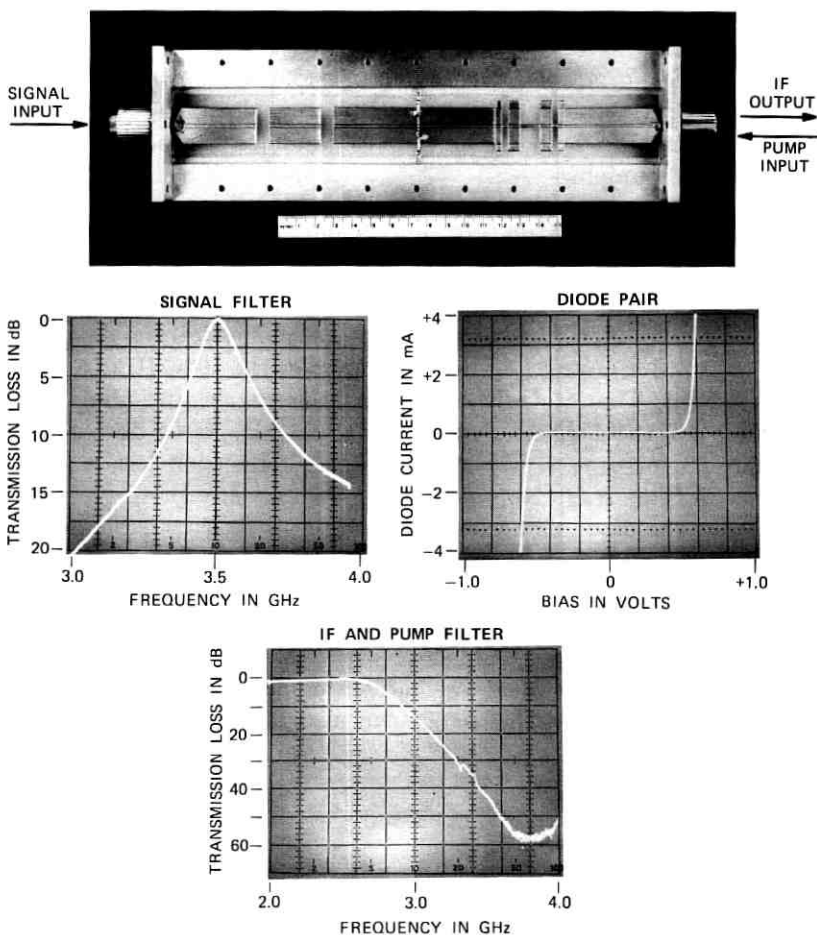 SIGNAL INPUT
IF OUTPUT
PUMP INPUT
SIGNAL FILTER
TRANSMISSION LOSS IN dB
0
5
10
15
20
3.0
3.5
4.0
FREQUENCY IN GHz
DIODE PAIR
DIODE CURRENT IN mA
+4
+2
0
-2
-4
-1.0
0
+1.0
BIAS IN VOLTS
IF AND PUMP FILTER
TRANSMISSION LOSS IN dB
0
20
40
60
2.0
3.0
4.0
FREQUENCY IN GHz